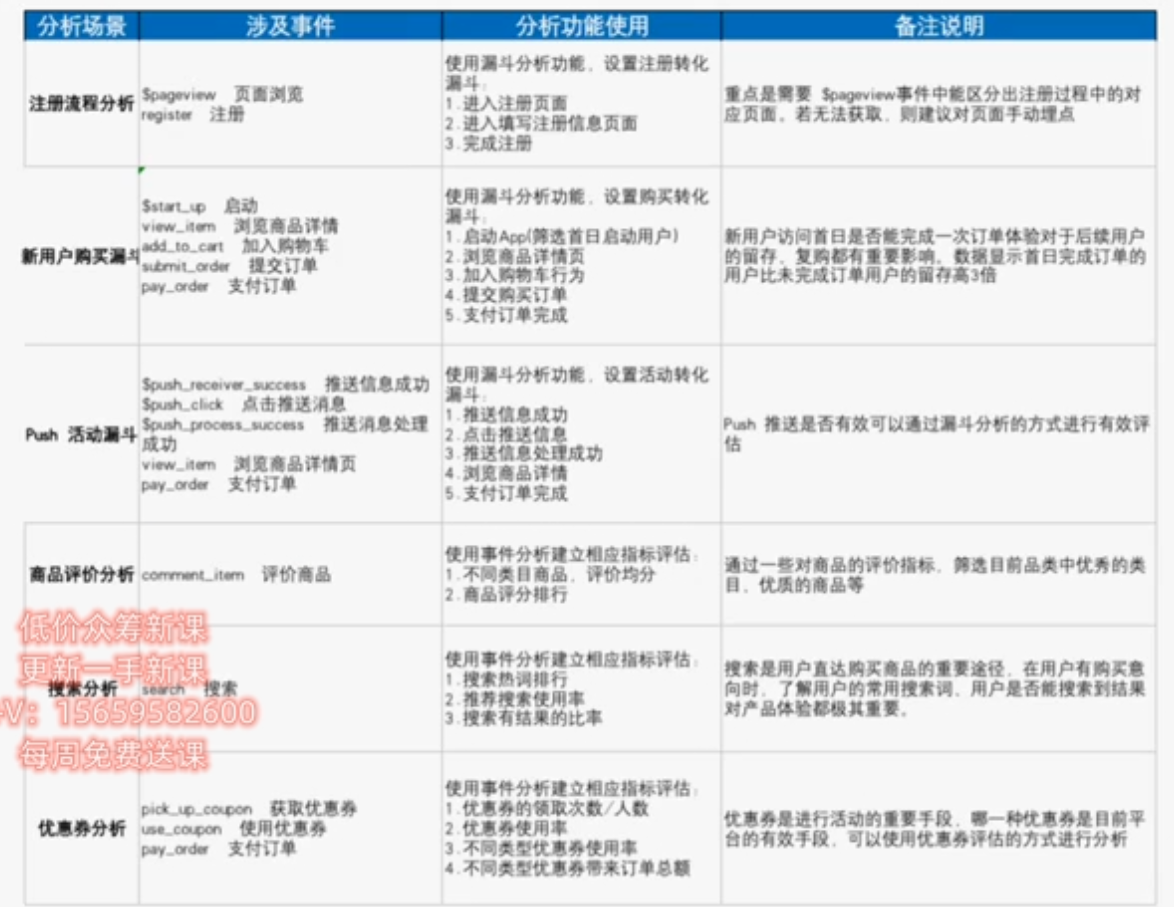 分析场景 涉及事件 分析功能使用 备注说明
注册流程分析
$pageview 页面浏览
register 注册
使用漏斗分析功能，设置注册转化
漏斗：
1.进入注册页面
2.进入填写注册信息页面
3.完成注册
重点是需要 $pageview事件中能区分出注册过程中的对
应页面。若无法获取，则建议对页面手动埋点
新用户购买漏斗
$start_up 启动
view_item 浏览商品详情
add_to_cart 加入购物车
submit_order 提交订单
pay_order 支付订单
使用漏斗分析功能，设置购买转化
漏斗：
1.启动App(筛选首日启动用户)
2.浏览商品详情页
3.加入购物车行为
4.提交购买订单
5.支付订单完成
新用户访问首日是否能完成一次订单体验对于后续用户
的留存、复购都有重要影响。数据显示首日完成订单的
用户比未完成订单用户的留存高3倍
Push 活动漏斗
$push_receiver_success 推送信息成功
$push_click 点击推送消息
$push_process_success 推送消息处理
成功
view_item 浏览商品详情页
pay_order 支付订单
使用漏斗分析功能，设置活动转化
漏斗：
1.推送信息成功
2.点击推送信息
3.推送信息处理成功
4.浏览商品详情
5.支付订单完成
Push 推送是否有效可以通过漏斗分析的方式进行有效评
估
商品评价分析
comment_item 评价商品
使用事件分析建立相应指标评估：
1.不同类目商品，评价均分
2.商品评分排行
通过一些对商品的评价指标，筛选目前品类中优秀的类
目、优质的商品等
搜索分析
search 搜索
使用事件分析建立相应指标评估：
1.搜索热词排行
2.推荐搜索使用率
3.搜索有结果的比率
搜索是用户直达购买商品的重要途径，在用户有购买意
向时，了解用户的常用搜索词、用户是否能搜索到结果
对产品体验都极其重要。
优惠券分析
pick_up_coupon 获取优惠券
use_coupon 使用优惠券
pay_order 支付订单
使用事件分析建立相应指标评估：
1.优惠券的领取次数/人数
2.优惠券使用率
3.不同类型优惠券使用率
4.不同类型优惠券带来订单总额
优惠券是进行活动的重要手段，哪一种优惠券是目前平
台的有效手段，可以使用优惠券评估的方式进行分析
低价众筹新课
更新一手新课
+V：15659582600
每周免费送课